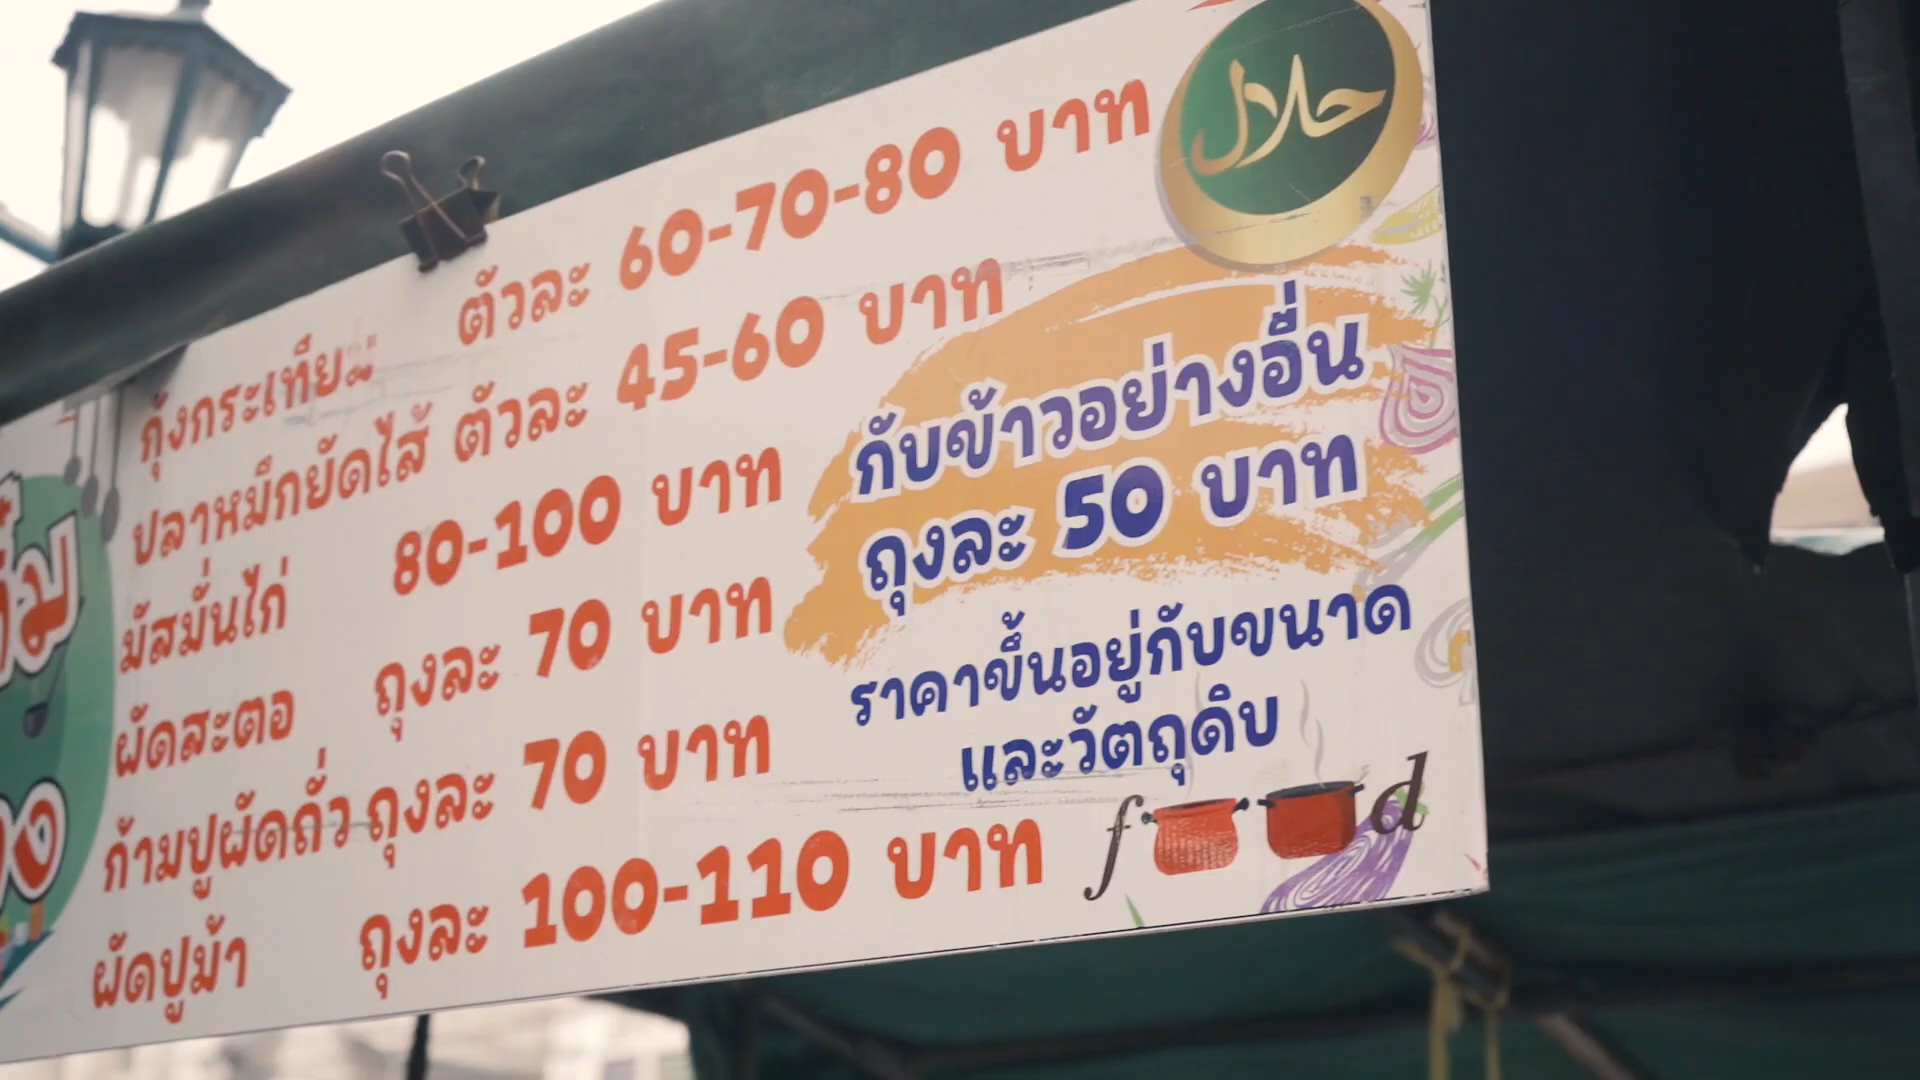 กุ้งกระเทียม ตัวละ 60-70-80 บาท
ปลาหมึกยัดไส้ ตัวละ 45-60 บาท
มัสมั่นไก่ 80-100 บาท
ผัดสะตอ ถุงละ 70 บาท
ก้ามปูผัดถั่ว ถุงละ 70 บาท
ผัดปูม้า ถุงละ 100-110 บาท
حلال
กับข้าวอย่างอื่น
ถุงละ 50 บาท
ราคาขึ้นอยู่กับขนาด
และวัตถุดิบ
food